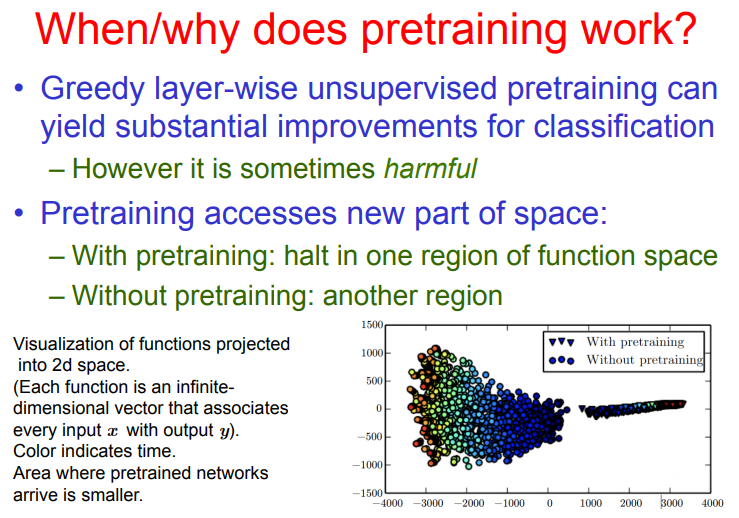 When/why does pretraining work?
• Greedy layer-wise unsupervised pretraining can
yield substantial improvements for classification
– However it is sometimes harmful
• Pretraining accesses new part of space:
– With pretraining: halt in one region of function space
– Without pretraining: another region
Visualization of functions projected
into 2d space.
(Each function is an infinite-
dimensional vector that associates
every input x with output y).
Color indicates time.
Area where pretrained networks
arrive is smaller.
1500
1000
500
0
−500
−1000
−1500
−4000 −3000 −2000 −1000 0 1000 2000 3000 4000
With pretraining
Without pretraining